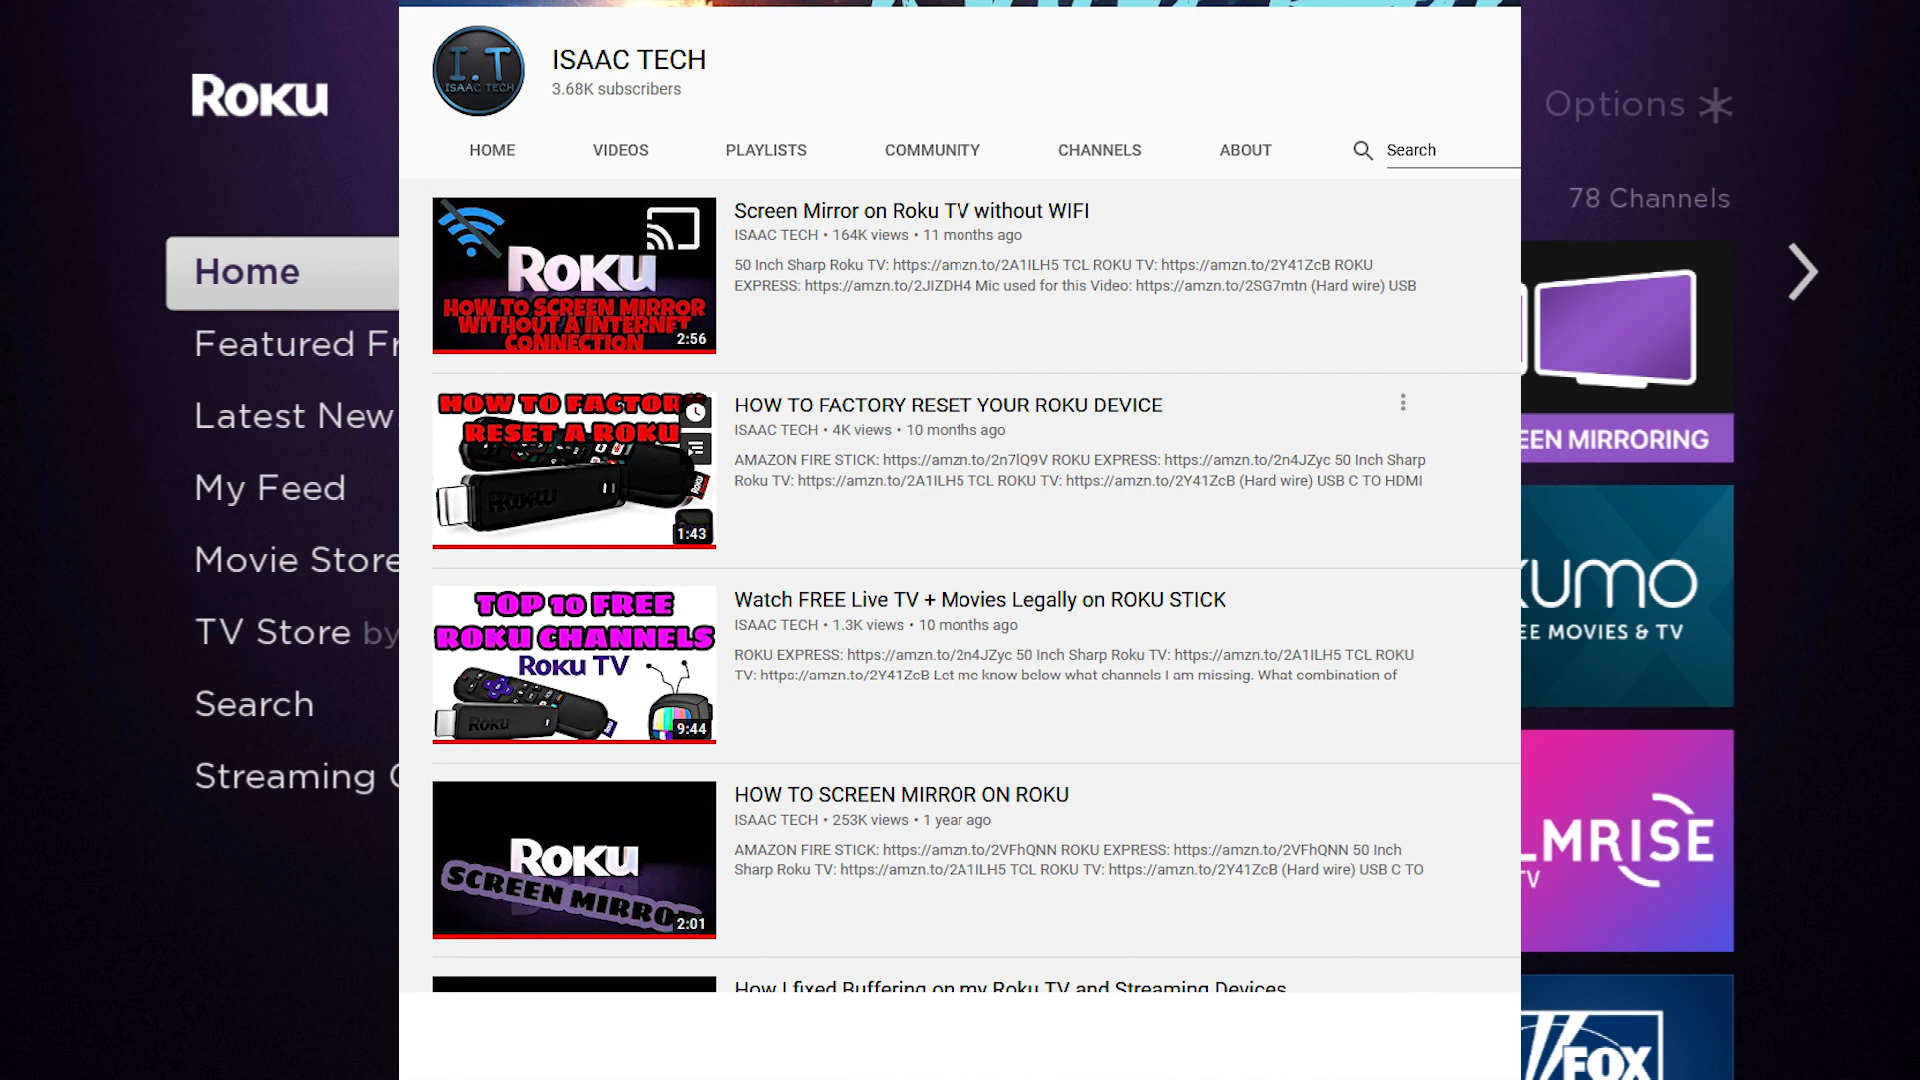 ROKU
Home
Featured Fr
Latest New
My Feed
Movie Store
TV Store by
Search
Streaming
I.T
ISAAC TECH
ISAAC TECH
3.68K subscribers
HOME
VIDEOS
PLAYLISTS
COMMUNITY
CHANNELS
ABOUT
Search
ROKU
HOW TO SCREEN MIRROR
WITHOUT A INTERNET
CONNECTION
2:56
Screen Mirror on Roku TV without WIFI
ISAAC TECH • 164K views • 11 months ago
50 Inch Sharp Roku TV: https://amzn.to/2A1ILH5 TCL ROKU TV: https://amzn.to/2Y41ZcB ROKU
EXPRESS: https://amzn.to/2JIZDH4 Mic used for this Video: https://amzn.to/2SG7mtn (Hard wire) USB
HOW TO FACTORY
RESET A ROKU
ROKU
1:43
HOW TO FACTORY RESET YOUR ROKU DEVICE
ISAAC TECH • 4K views • 10 months ago
AMAZON FIRE STICK: https://amzn.to/2n7lQ9V ROKU EXPRESS: https://amzn.to/2n4JZyc 50 Inch Sharp
Roku TV: https://amzn.to/2A1ILH5 TCL ROKU TV: https://amzn.to/2Y41ZcB (Hard wire) USB C TO HDMI
TOP 10 FREE
ROKU CHANNELS
ROKU TV
ROKU
9:44
Watch FREE Live TV + Movies Legally on ROKU STICK
ISAAC TECH • 1.3K views • 10 months ago
ROKU EXPRESS: https://amzn.to/2n4JZyc 50 Inch Sharp Roku TV: https://amzn.to/2A1ILH5 TCL ROKU
TV: https://amzn.to/2Y41ZcB Let me know below what channels I am missing. What combination of
ROKU
SCREEN MIRROR
2:01
HOW TO SCREEN MIRROR ON ROKU
ISAAC TECH • 253K views • 1 year ago
AMAZON FIRE STICK: https://amzn.to/2VFhQNN ROKU EXPRESS: https://amzn.to/2VFhQNN 50 Inch
Sharp Roku TV: https://amzn.to/2A1ILH5 TCL ROKU TV: https://amzn.to/2Y41ZcB (Hard wire) USB C TO
How I fixed Buffering on my Roku TV and Streaming Devices
Options
78 Channels
EEN MIRRORING
UMO
EE MOVIES & TV
LMRISE
TV
FOX